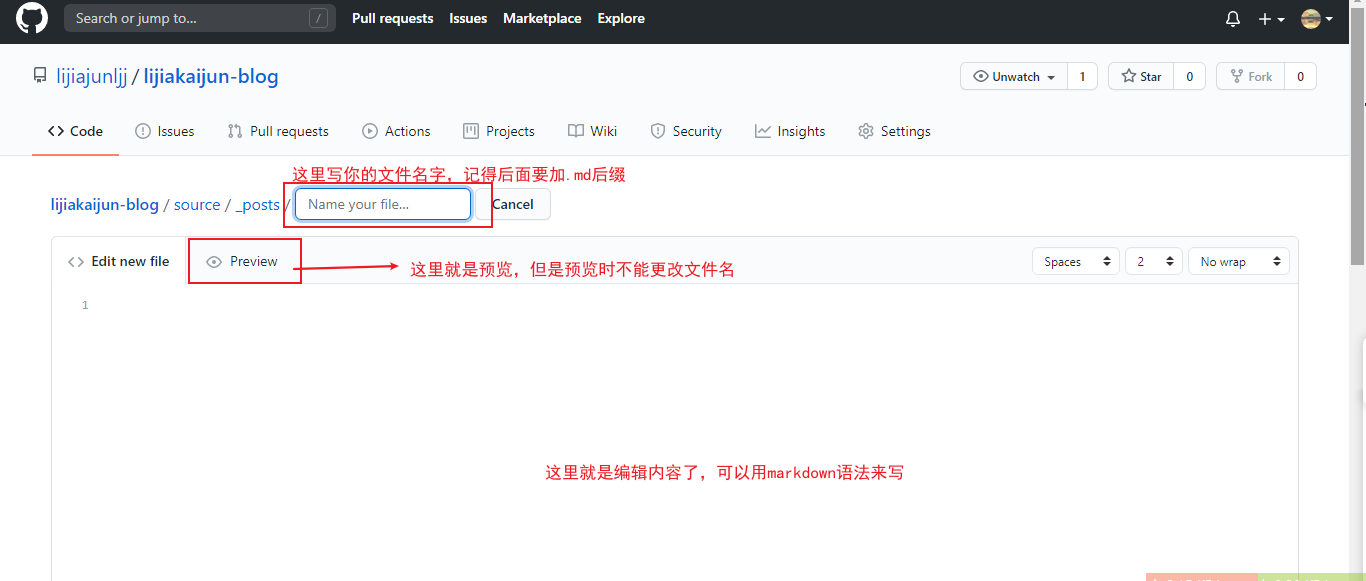 Search or jump to... /
Pull requests Issues Marketplace Explore
lijiajunljj / lijiakaijun-blog
Unwatch 1 Star 0 Fork 0
Code Issues Pull requests Actions Projects Wiki Security Insights Settings
这里写你的文件名字，记得后面要加.md后缀
lijiakaijun-blog / source / _posts / Name your file... Cancel
Edit new file Preview
这里就是预览，但是预览时不能更改文件名
Spaces 2 No wrap
1
这里就是编辑内容了，可以用markdown语法来写